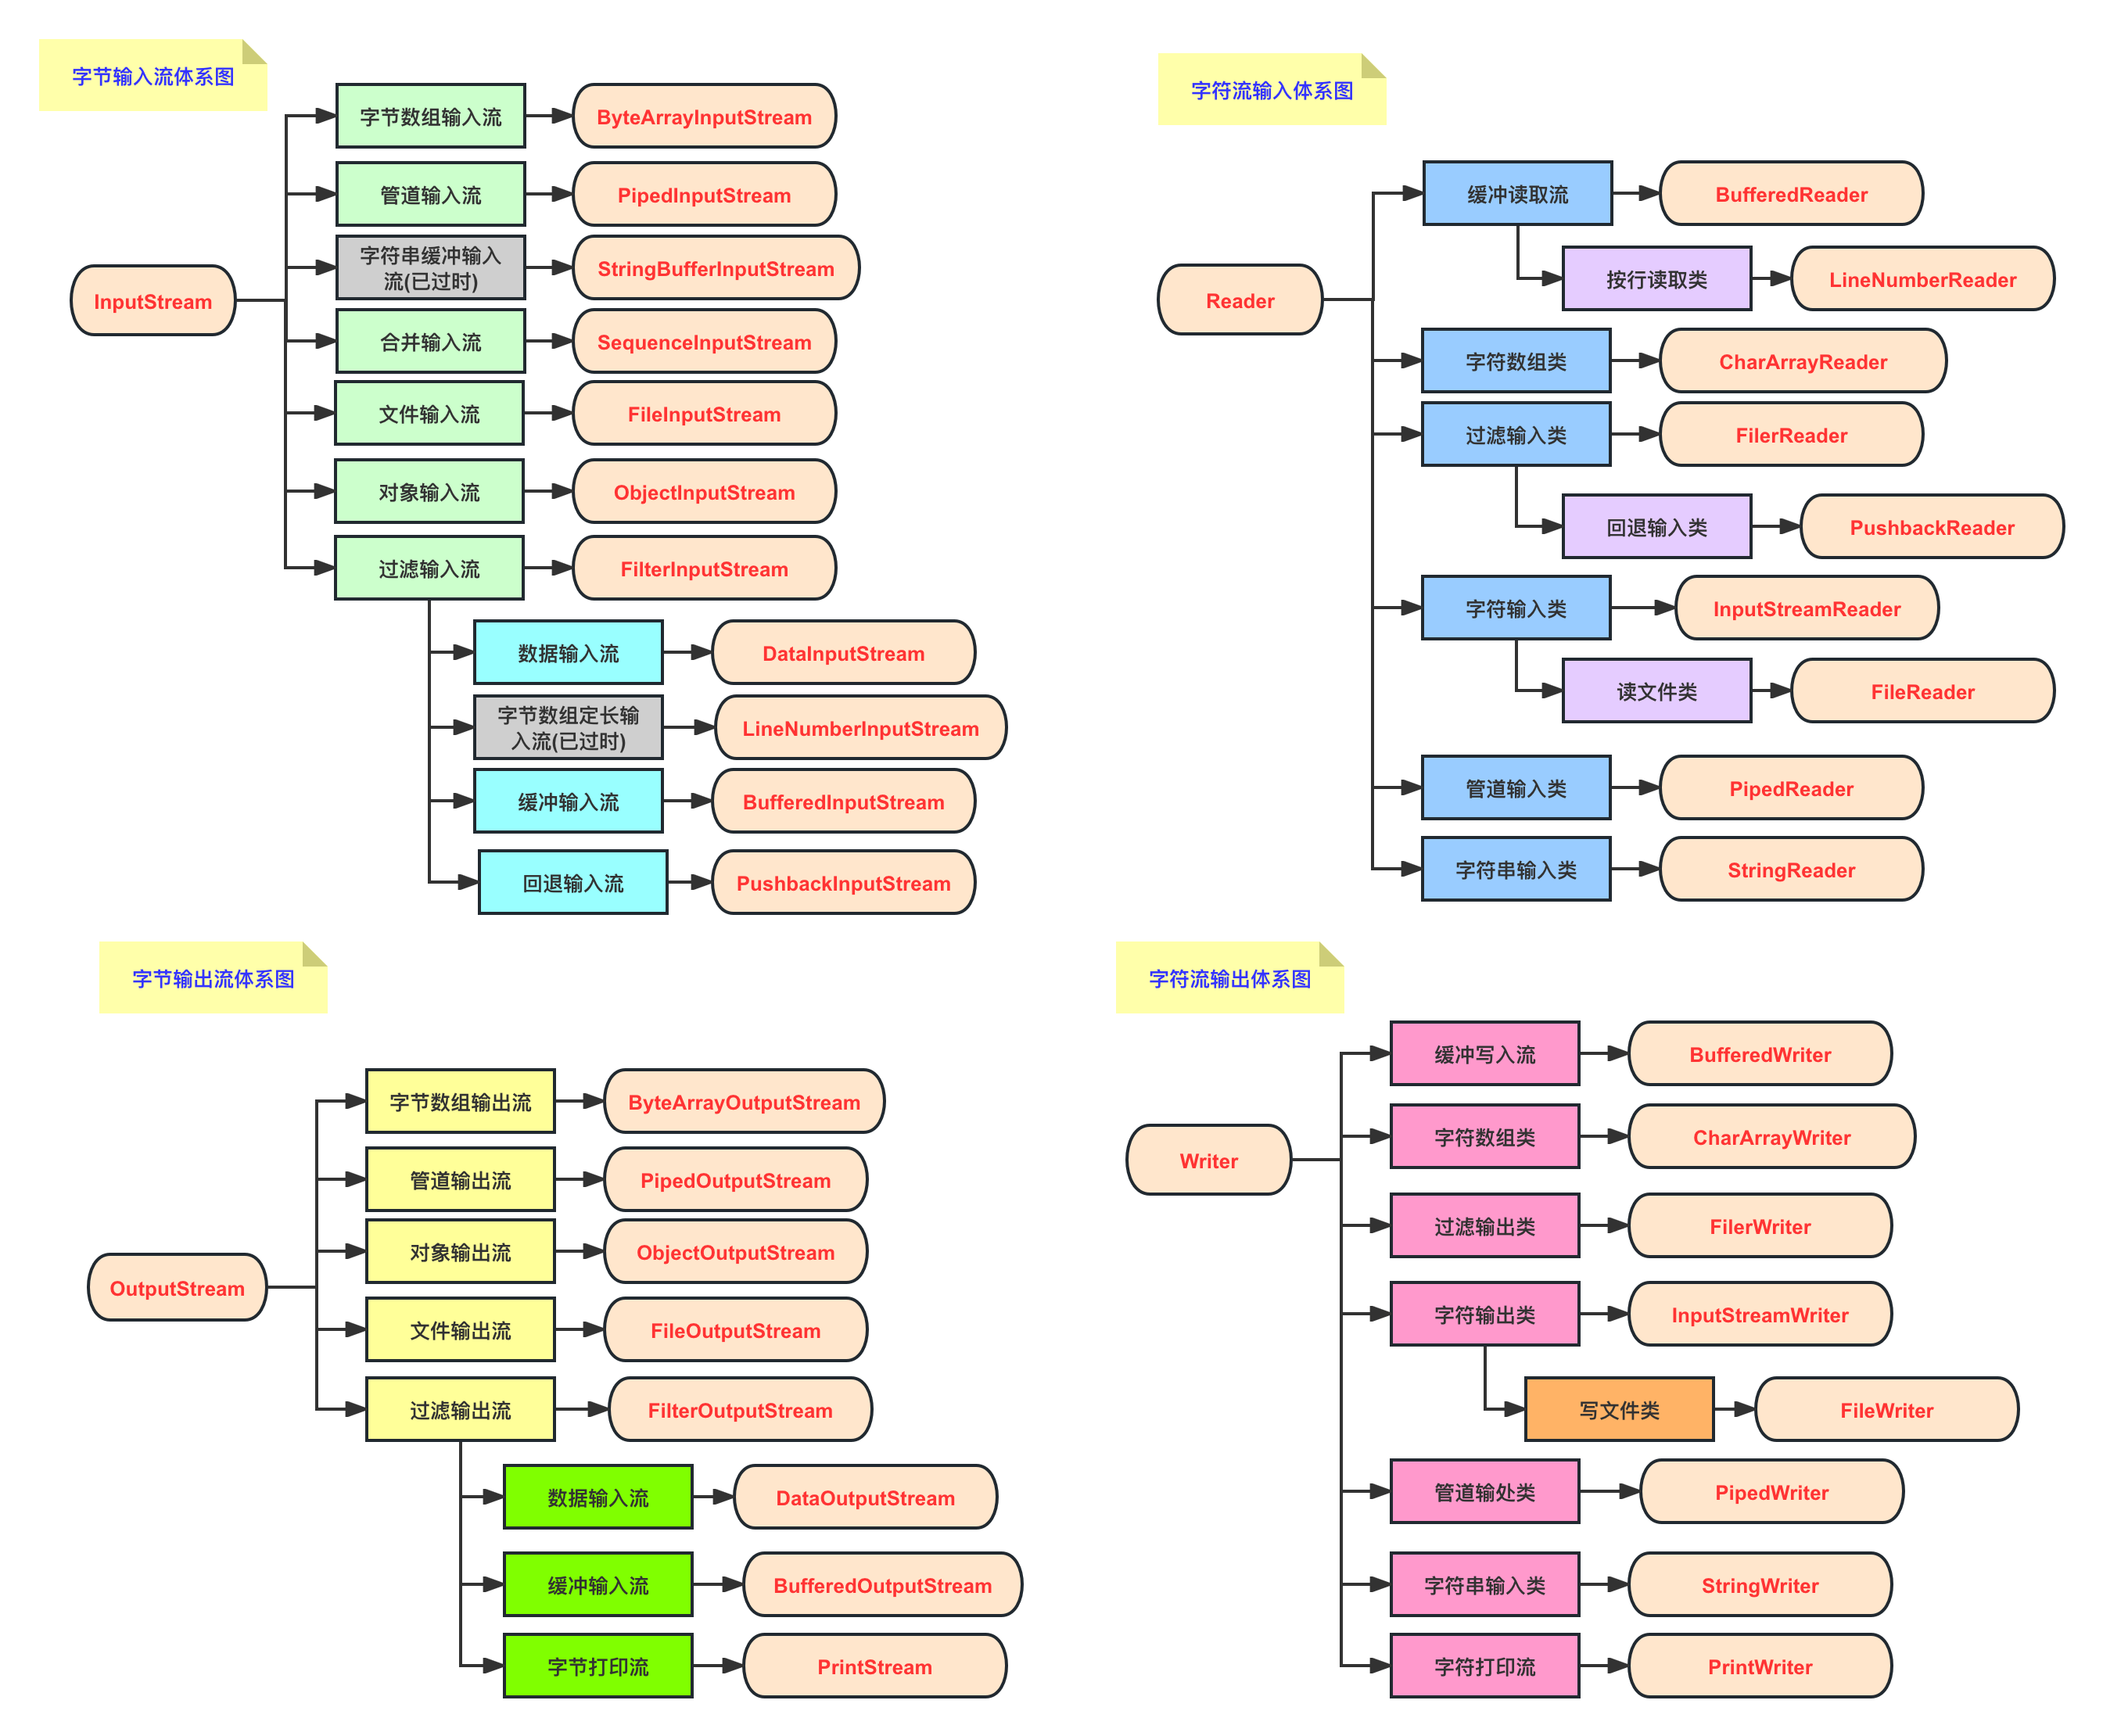 字节输入流体系图
字节数组输入流
ByteArrayInputStream
管道输入流
PipedInputStream
字符串缓冲输入
流(已过时)
StringBufferInputStream
InputStream
合并输入流
SequenceInputStream
文件输入流
FileInputStream
对象输入流
ObjectInputStream
过滤输入流
FilterInputStream
数据输入流
DataInputStream
字节数组定长输
入流(已过时)
LineNumberInputStream
缓冲输入流
BufferedInputStream
回退输入流
PushbackInputStream
字符流输入体系图
缓冲读取流
BufferedReader
按行读取类
LineNumberReader
Reader
字符数组类
CharArrayReader
过滤输入类
FilerReader
回退输入类
PushbackReader
字符输入类
InputStreamReader
读文件类
FileReader
管道输入类
PipedReader
字符串输入类
StringReader
字节输出流体系图
字节数组输出流
ByteArrayOutputStream
管道输出流
PipedOutputStream
对象输出流
ObjectOutputStream
OutputStream
文件输出流
FileOutputStream
过滤输出流
FilterOutputStream
数据输入流
DataOutputStream
缓冲输入流
BufferedOutputStream
字节打印流
PrintStream
字符流输出体系图
缓冲写入流
BufferedWriter
字符数组类
CharArrayWriter
Writer
过滤输出类
FilerWriter
字符输出类
InputStreamWriter
写文件类
FileWriter
管道输处类
PipedWriter
字符串输入类
StringWriter
字符打印流
PrintWriter